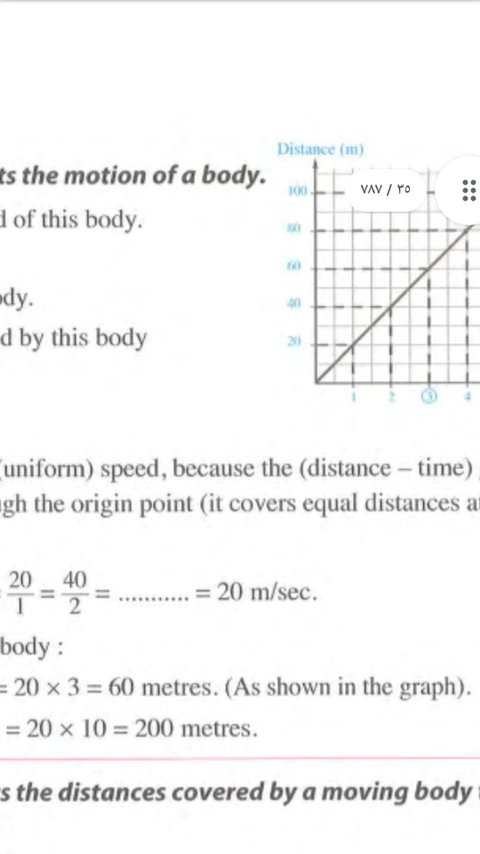 Distance (m)
ts the motion of a body.
100
٧٨٧ / ٣٥
d of this body.
80
60
dy.
40
d by this body
20
1 2 3 4
(uniform) speed, because the (distance – time)
gh the origin point (it covers equal distances a
20/1 = 40/2 = ........... = 20 m/sec.
body :
= 20 × 3 = 60 metres. (As shown in the graph).
= 20 × 10 = 200 metres.
s the distances covered by a moving body